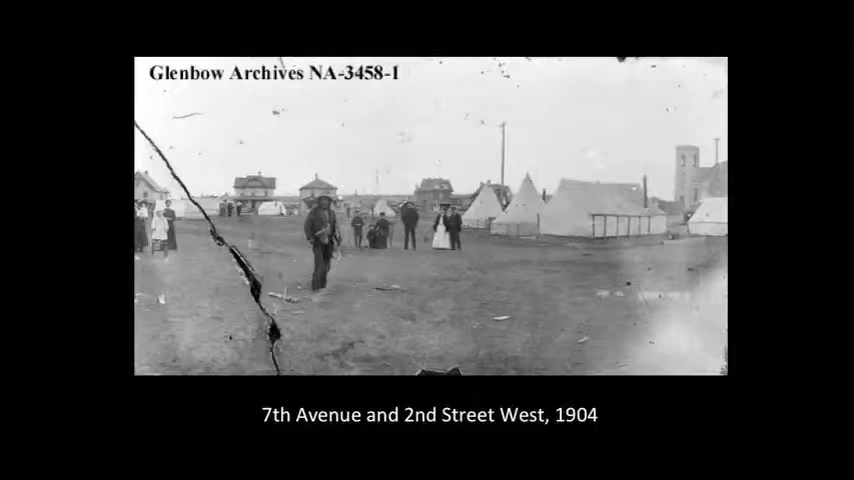 Glenbow Archives NA-3458-1
7th Avenue and 2nd Street West, 1904